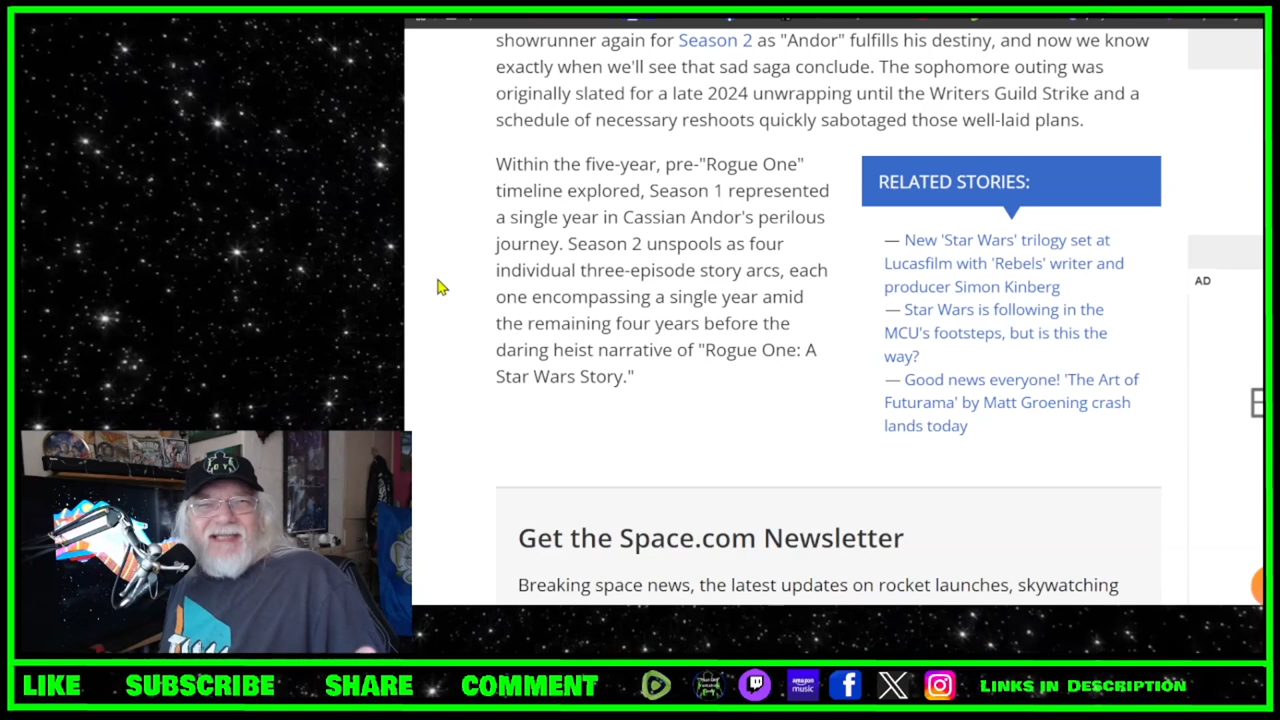 showrunner again for Season 2 as "Andor" fulfills his destiny, and now we know
exactly when we'll see that sad saga conclude. The sophomore outing was
originally slated for a late 2024 unwrapping until the Writers Guild Strike and a
schedule of necessary reshoots quickly sabotaged those well-laid plans.
Within the five-year, pre-"Rogue One"
timeline explored, Season 1 represented
a single year in Cassian Andor's perilous
journey. Season 2 unspools as four
individual three-episode story arcs, each
one encompassing a single year amid
the remaining four years before the
daring heist narrative of "Rogue One: A
Star Wars Story."
RELATED STORIES:
— New 'Star Wars' trilogy set at
Lucasfilm with 'Rebels' writer and
producer Simon Kinberg
— Star Wars is following in the
MCU's footsteps, but is this the
way?
— Good news everyone! 'The Art of
Futurama' by Matt Groening crash
lands today
AD
Get the Space.com Newsletter
Breaking space news, the latest updates on rocket launches, skywatching
LIKE SUBSCRIBE SHARE COMMENT
amazon
music
LINKS IN DESCRIPTION